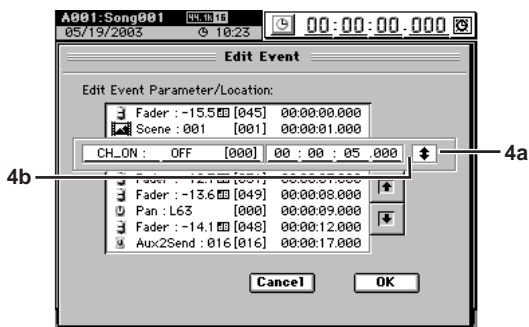 A001:Song001 44.1K 16
05/19/2003 10:23 00:00:00.000
Edit Event
Edit Event Parameter/Location:
Fader : -15.5 [045] 00:00:00.000
Scene : 001 [001] 00:00:01.000
CH_ON : OFF [000] 00 : 00 : 05 .000
4a
4b
Fader : -13.6 [049] 00:00:08.000
Pan : L63 [000] 00:00:09.000
Fader : -14.1 [048] 00:00:12.000
Aux2Send : 016 [016] 00:00:17.000
Cancel OK